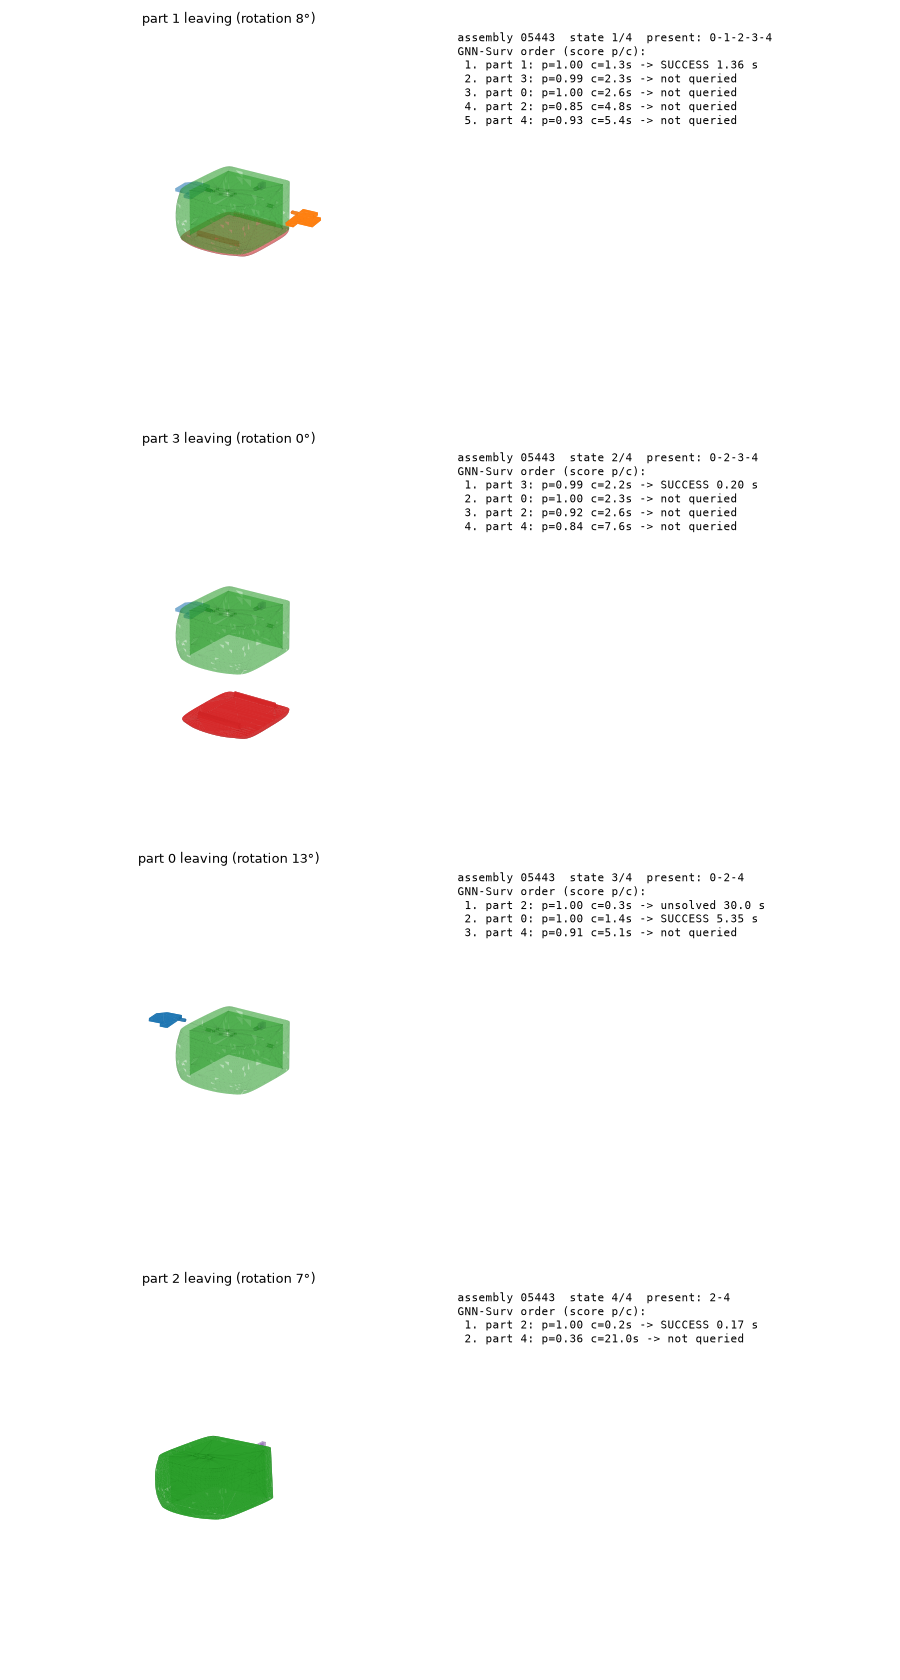 part 1 leaving (rotation 8°)
assembly 05443  state 1/4  present: 0-1-2-3-4
GNN-Surv order (score p/c):
1. part 1: p=1.00 c=1.3s -> SUCCESS 1.36 s
2. part 3: p=0.99 c=2.3s -> not queried
3. part 0: p=1.00 c=2.6s -> not queried
4. part 2: p=0.85 c=4.8s -> not queried
5. part 4: p=0.93 c=5.4s -> not queried
part 3 leaving (rotation 0°)
assembly 05443  state 2/4  present: 0-2-3-4
GNN-Surv order (score p/c):
1. part 3: p=0.99 c=2.2s -> SUCCESS 0.20 s
2. part 0: p=1.00 c=2.3s -> not queried
3. part 2: p=0.92 c=2.6s -> not queried
4. part 4: p=0.84 c=7.6s -> not queried
part 0 leaving (rotation 13°)
assembly 05443  state 3/4  present: 0-2-4
GNN-Surv order (score p/c):
1. part 2: p=1.00 c=0.3s -> unsolved 30.0 s
2. part 0: p=1.00 c=1.4s -> SUCCESS 5.35 s
3. part 4: p=0.91 c=5.1s -> not queried
part 2 leaving (rotation 7°)
assembly 05443  state 4/4  present: 2-4
GNN-Surv order (score p/c):
1. part 2: p=1.00 c=0.2s -> SUCCESS 0.17 s
2. part 4: p=0.36 c=21.0s -> not queried